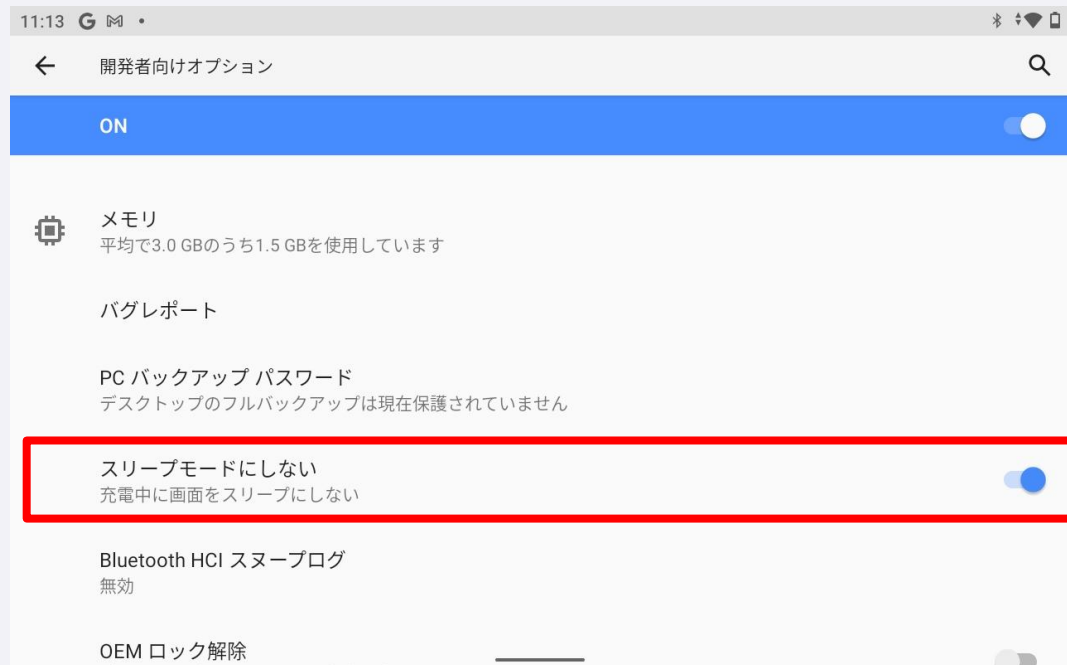 11:13
開発者向けオプション
ON
メモリ
平均で3.0 GBのうち1.5 GBを使用しています
バグレポート
PC バックアップ パスワード
デスクトップのフルバックアップは現在保護されていません
スリープモードにしない
充電中に画面をスリープにしない
Bluetooth HCI スヌープログ
無効
OEM ロック解除